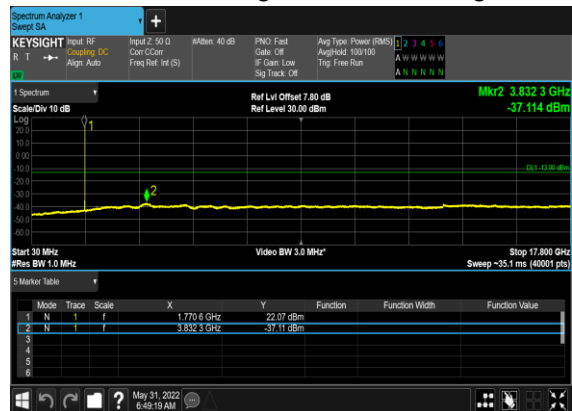 Spectrum Analyzer 1
Swept SA
+
KEYSIGHT Input: RF Input Z: 50 Ω #Atten: 40 dB PNO: Fast Avg Type: Power (RMS) 1 2 3 4 5 6
R T Coupling: DC Corr CCorr Gate: Off Avg|Hold: 100/100 A W W W W W
Align: Auto Freq Ref: Int (S) IF Gain: Low Trig: Free Run
Sig Track: Off A N N N N N
1 Spectrum Ref Lvl Offset 7.80 dB Mkr2 3.832 3 GHz
Scale/Div 10 dB Ref Level 30.00 dBm -37.114 dBm
Log
1
20.0
10.0
0.00
-10.0
DL1 -13.00 dBm
-20.0
-30.0
2
-40.0
-50.0
-60.0
Start 30 MHz Video BW 3.0 MHz* Stop 17.800 GHz
#Res BW 1.0 MHz Sweep ~35.1 ms (40001 pts)
5 Marker Table
Mode Trace Scale X Y Function Function Width Function Value
1 N 1 f 1.770 6 GHz 22.07 dBm
2 N 1 f 3.832 3 GHz -37.11 dBm
3
4
5
6
? May 31, 2022
6:49:19 AM